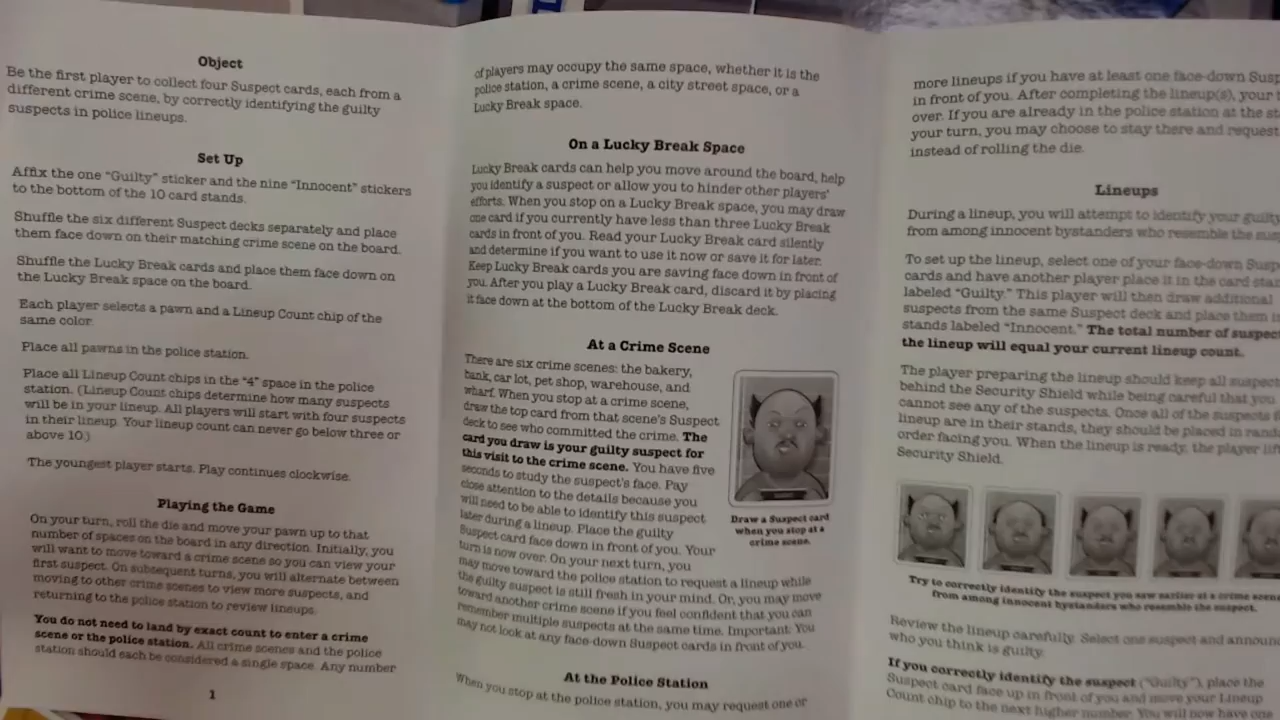 Object
Be the first player to collect four Suspect cards, each from a
different crime scene, by correctly identifying the guilty
suspects in police lineups.
Set Up
Affix the one "Guilty" sticker and the nine "Innocent" stickers
to the bottom of the 10 card stands.
Shuffle the six different Suspect decks separately and place
them face down on their matching crime scene on the board.
Shuffle the Lucky Break cards and place them face down on
the Lucky Break space on the board.
Each player selects a pawn and a Lineup Count chip of the
same color.
Place all pawns in the police station.
Place all Lineup Count chips in the "4" space in the police
station. (Lineup Count chips determine how many suspects
will be in your lineup. All players will start with four suspects
in their lineup. Your lineup count can never go below three or
above 10.)
The youngest player starts. Play continues clockwise.
Playing the Game
On your turn, roll the die and move your pawn up to that
number of spaces on the board in any direction. Initially, you
will want to move toward a crime scene so you can view your
first suspect. On subsequent turns, you will alternate between
moving to other crime scenes to view more suspects, and
returning to the police station to review lineups.
You do not need to land by exact count to enter a crime
scene or the police station. All crime scenes and the police
station should each be considered a single space. Any number
1
of players may occupy the same space, whether it is the
police station, a crime scene, a city street space, or a
Lucky Break space.
On a Lucky Break Space
Lucky Break cards can help you move around the board, help
you identify a suspect or allow you to hinder other players'
efforts. When you stop on a Lucky Break space, you may draw
one card if you currently have less than three Lucky Break
cards in front of you. Read your Lucky Break card silently
and determine if you want to use it now or save it for later.
Keep Lucky Break cards you are saving face down in front of
you. After you play a Lucky Break card, discard it by placing
it face down at the bottom of the Lucky Break deck.
At a Crime Scene
There are six crime scenes: the bakery,
bank, car lot, pet shop, warehouse, and
wharf. When you stop at a crime scene,
draw the top card from that scene's Suspect
deck to see who committed the crime. The
card you draw is your guilty suspect for
this visit to the crime scene. You have five
seconds to study the suspect's face. Pay
close attention to the details because you
will need to be able to identify this suspect
later during a lineup. Place the guilty
Suspect card face down in front of you. Your
turn is now over. On your next turn, you
may move toward the police station to request a lineup while
the guilty suspect is still fresh in your mind. Or, you may move
toward another crime scene if you feel confident that you can
remember multiple suspects at the same time. Important: You
may not look at any face-down Suspect cards in front of you.
Draw a Suspect card
when you stop at a
crime scene.
At the Police Station
When you stop at the police station, you may request one or
more lineups if you have at least one face-down
in front of you. After completing the lineup(s), your
over. If you are already in the police station at the
your turn, you may choose to stay there and request
instead of rolling the die.
Lineups
During a lineup, you will attempt to identify your guilty
from among innocent bystanders who resemble the
To set up the lineup, select one of your face-down
cards and have another player place it in the card
labeled "Guilty." This player will then draw additional
suspects from the same Suspect deck and place them
stands labeled "Innocent." The total number of
the lineup will equal your current lineup count.
The player preparing the lineup should keep all
behind the Security Shield while being careful that you
cannot see any of the suspects. Once all of the suspects
lineup are in their stands, they should be placed in
order facing you. When the lineup is ready, the player
Security Shield.
Try to correctly identify the suspect you saw earlier at a crime
from among innocent bystanders who resemble the suspect.
Review the lineup carefully. Select one suspect and
who you think is guilty.
If you correctly identify the suspect ("Guilty"), place the
Suspect card face up in front of you and move your Lineup
Count chip to the next higher number. You will now have one